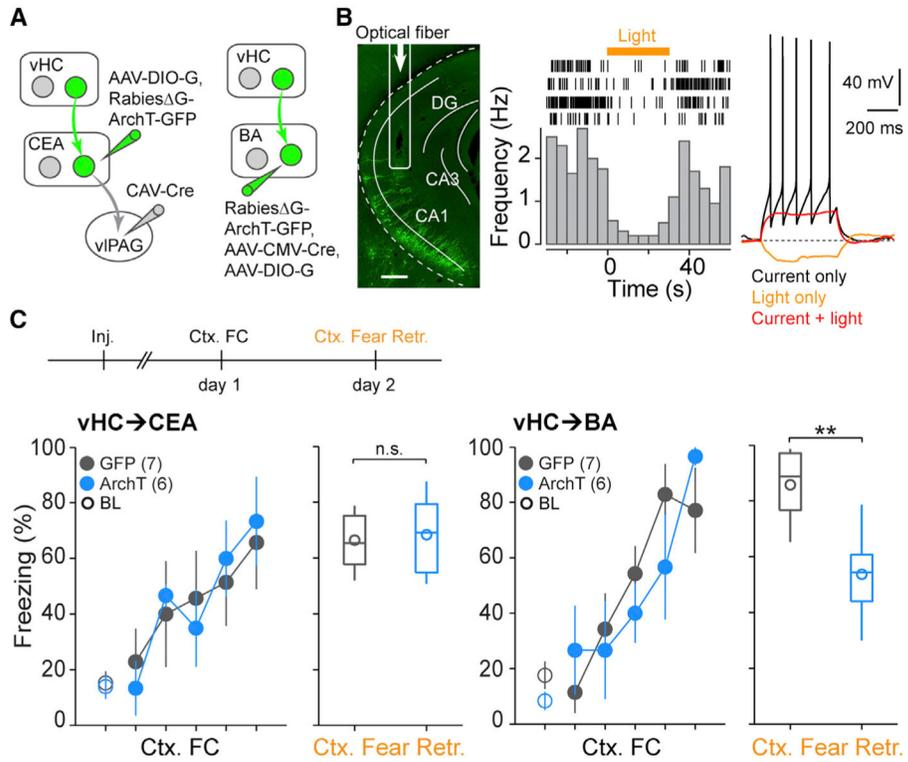 A
vHC
CEA
vlPAG
AAV-DIO-G,
RabiesΔG-
ArchT-GFP
CAV-Cre
vHC
BA
RabiesΔG-
ArchT-GFP,
AAV-CMV-Cre,
AAV-DIO-G
B
Optical fiber
DG
CA3
CA1
Light
Frequency (Hz)
2
1
0
0 40
Time (s)
40 mV
200 ms
Current only
Light only
Current + light
C
Inj. Ctx. FC Ctx. Fear Retr.
day 1 day 2
vHC→CEA
Freezing (%)
100
80
60
40
20
0
GFP (7)
ArchT (6)
BL
Ctx. FC
n.s.
Ctx. Fear Retr.
vHC→BA
100
80
60
40
20
0
GFP (7)
ArchT (6)
BL
Ctx. FC
**
Ctx. Fear Retr.